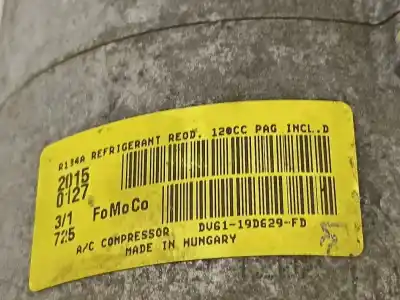 R134A REFRIGERANT REQD. 120CC PAG INCL.D
2015
0127
3/1
725
FoMoCo
A/C COMPRESSOR DV61-19D629-FD
MADE IN HUNGARY